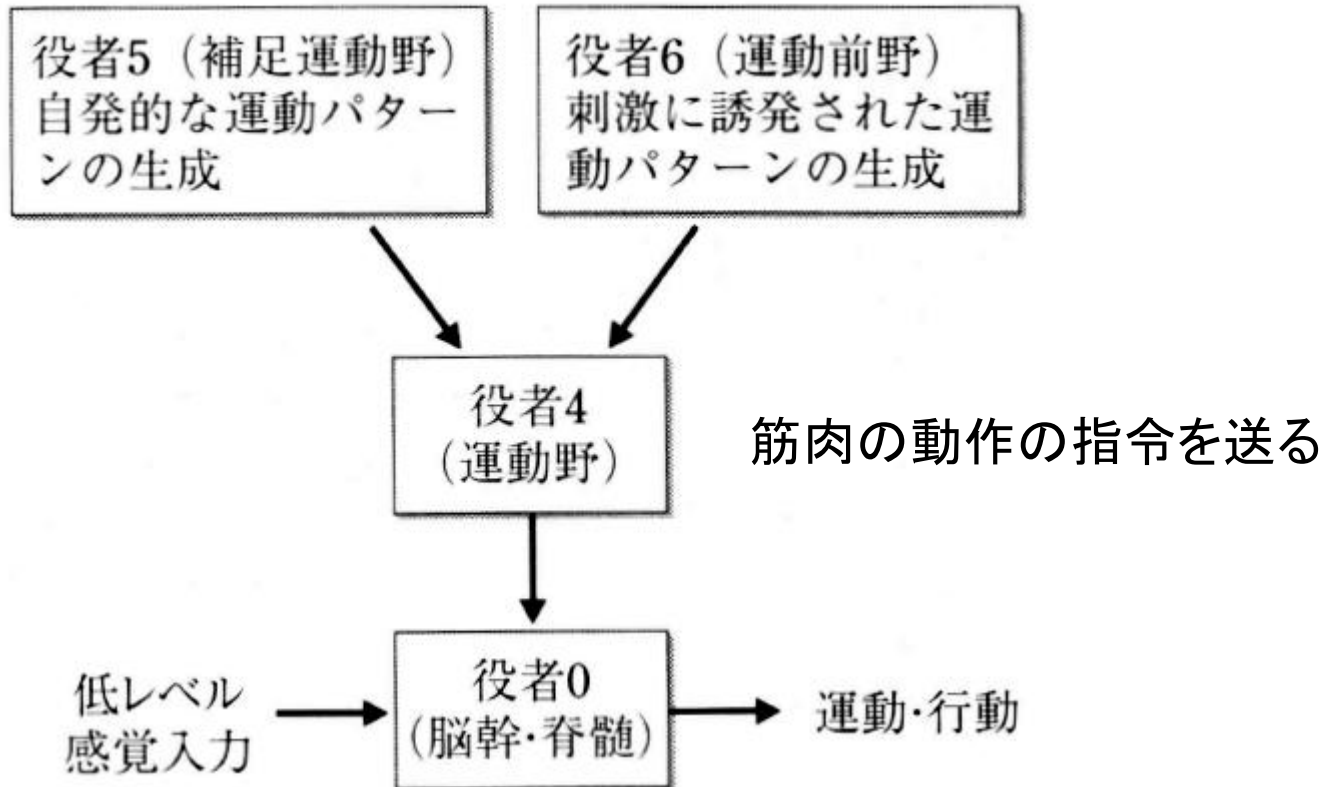 役者5（補足運動野）
自発的な運動パター
ンの生成
役者6（運動前野）
刺激に誘発された運
動パターンの生成
役者4
（運動野）
筋肉の動作の指令を送る
低レベル
感覚入力
役者0
（脳幹・脊髄）
運動・行動